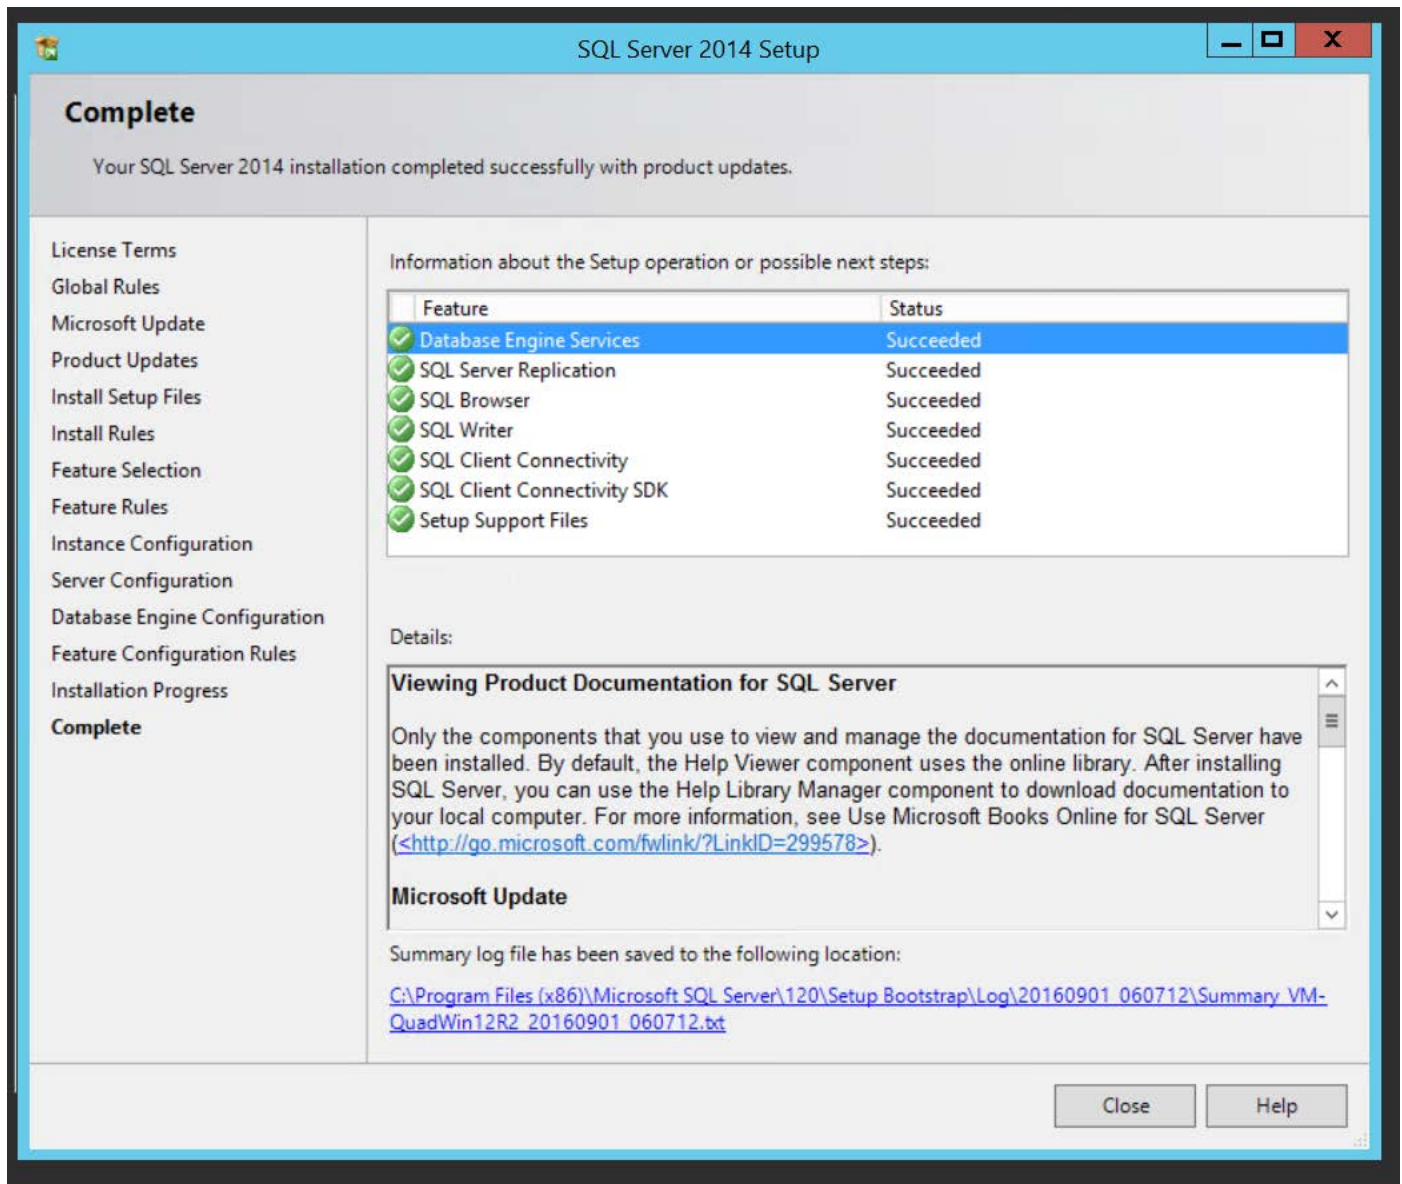 SQL Server 2014 Setup
Complete
Your SQL Server 2014 installation completed successfully with product updates.
License Terms
Global Rules
Microsoft Update
Product Updates
Install Setup Files
Install Rules
Feature Selection
Feature Rules
Instance Configuration
Server Configuration
Database Engine Configuration
Feature Configuration Rules
Installation Progress
Complete
Information about the Setup operation or possible next steps:
Feature Status
Database Engine Services Succeeded
SQL Server Replication Succeeded
SQL Browser Succeeded
SQL Writer Succeeded
SQL Client Connectivity Succeeded
SQL Client Connectivity SDK Succeeded
Setup Support Files Succeeded
Details:
Viewing Product Documentation for SQL Server
Only the components that you use to view and manage the documentation for SQL Server have
been installed. By default, the Help Viewer component uses the online library. After installing
SQL Server, you can use the Help Library Manager component to download documentation to
your local computer. For more information, see Use Microsoft Books Online for SQL Server
(<http://go.microsoft.com/fwlink/?LinkID=299578>).
Microsoft Update
Summary log file has been saved to the following location:
C:\Program Files (x86)\Microsoft SQL Server\120\Setup Bootstrap\Log\20160901_060712\Summary_VM-
QuadWin12R2_20160901_060712.txt
Close Help